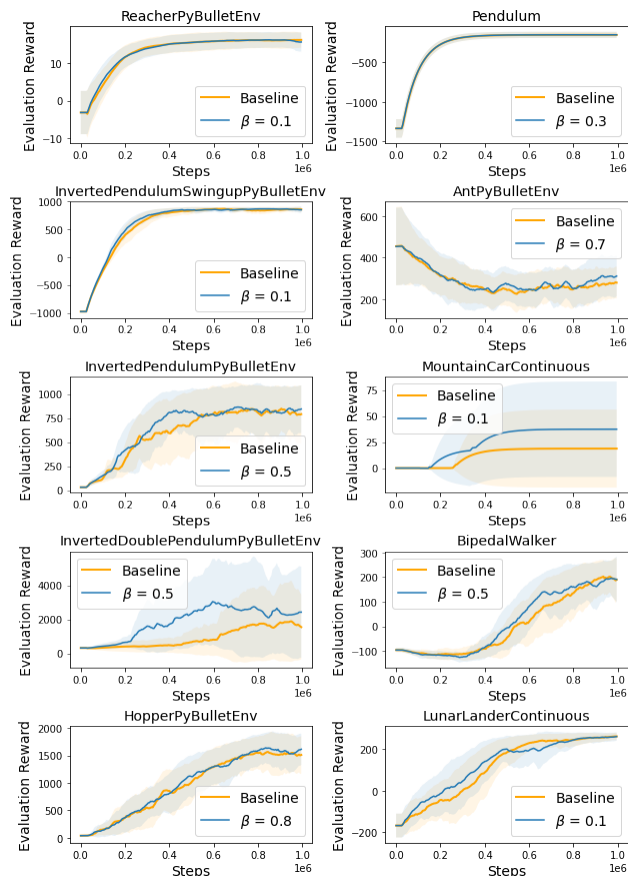 ReacherPyBulletEnv
Evaluation Reward
10
0
−10
Baseline
β = 0.1
0.0 0.2 0.4 0.6 0.8 1.0
1e6
Steps
Pendulum
Evaluation Reward
−500
−1000
−1500
Baseline
β = 0.3
0.0 0.2 0.4 0.6 0.8 1.0
1e6
Steps
InvertedPendulumSwingupPyBulletEnv
Evaluation Reward
1000
500
0
−500
−1000
Baseline
β = 0.1
0.0 0.2 0.4 0.6 0.8 1.0
1e6
Steps
AntPyBulletEnv
Evaluation Reward
600
400
200
Baseline
β = 0.7
0.0 0.2 0.4 0.6 0.8 1.0
1e6
Steps
InvertedPendulumPyBulletEnv
Evaluation Reward
1000
750
500
250
0
Baseline
β = 0.5
0.0 0.2 0.4 0.6 0.8 1.0
1e6
Steps
MountainCarContinuous
Evaluation Reward
75
50
25
0
Baseline
β = 0.1
0.0 0.2 0.4 0.6 0.8 1.0
1e6
Steps
InvertedDoublePendulumPyBulletEnv
Evaluation Reward
4000
2000
0
Baseline
β = 0.5
0.0 0.2 0.4 0.6 0.8 1.0
1e6
Steps
BipedalWalker
Evaluation Reward
300
200
100
0
−100
Baseline
β = 0.5
0.0 0.2 0.4 0.6 0.8 1.0
1e6
Steps
HopperPyBulletEnv
Evaluation Reward
2000
1500
1000
500
0
Baseline
β = 0.8
0.0 0.2 0.4 0.6 0.8 1.0
1e6
Steps
LunarLanderContinuous
Evaluation Reward
200
0
−200
Baseline
β = 0.1
0.0 0.2 0.4 0.6 0.8 1.0
1e6
Steps